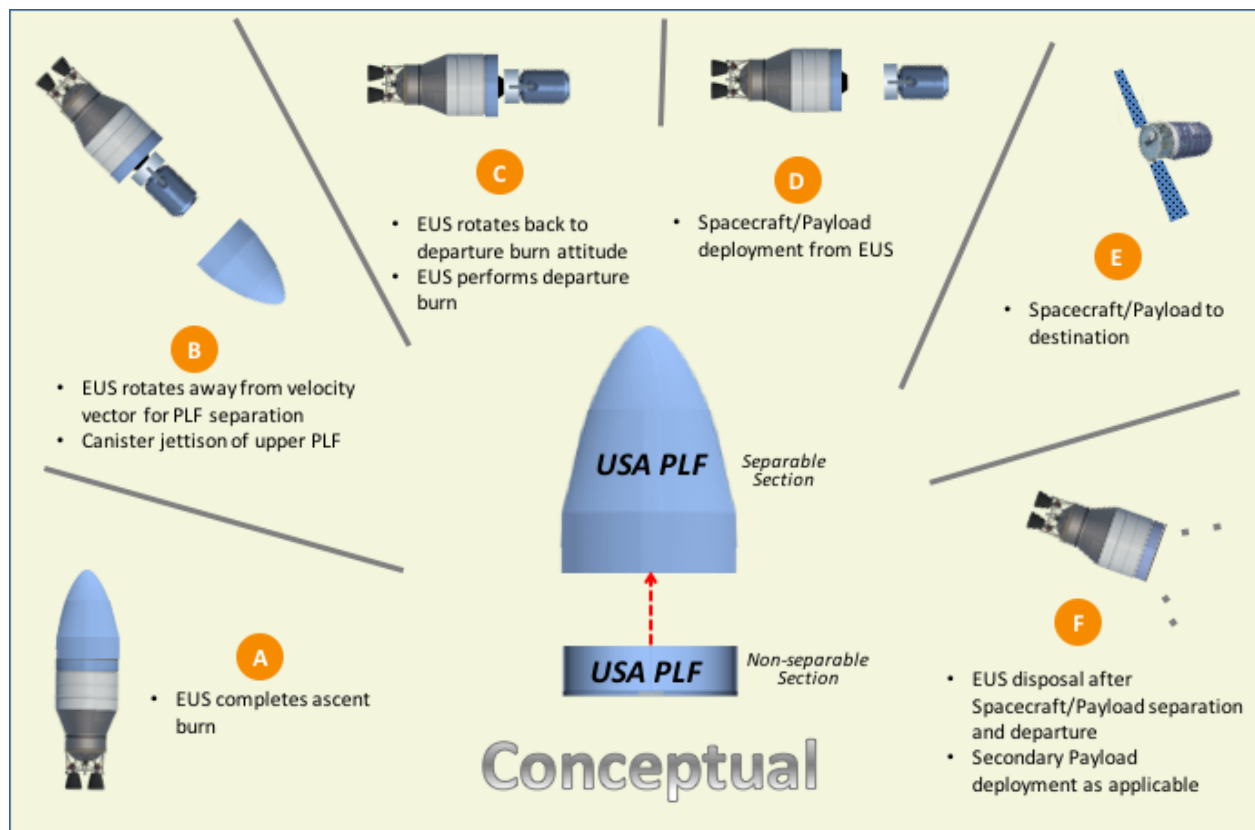 A
• EUS completes ascent
burn
B
• EUS rotates away from velocity
vector for PLF separation
• Canister jettison of upper PLF
C
• EUS rotates back to
departure burn attitude
• EUS performs departure
burn
D
• Spacecraft/Payload
deployment from EUS
E
• Spacecraft/Payload to
destination
F
• EUS disposal after
Spacecraft/Payload separation
and departure
• Secondary Payload
deployment as applicable
USA PLF
Separable
Section
USA PLF
Non-separable
Section
Conceptual